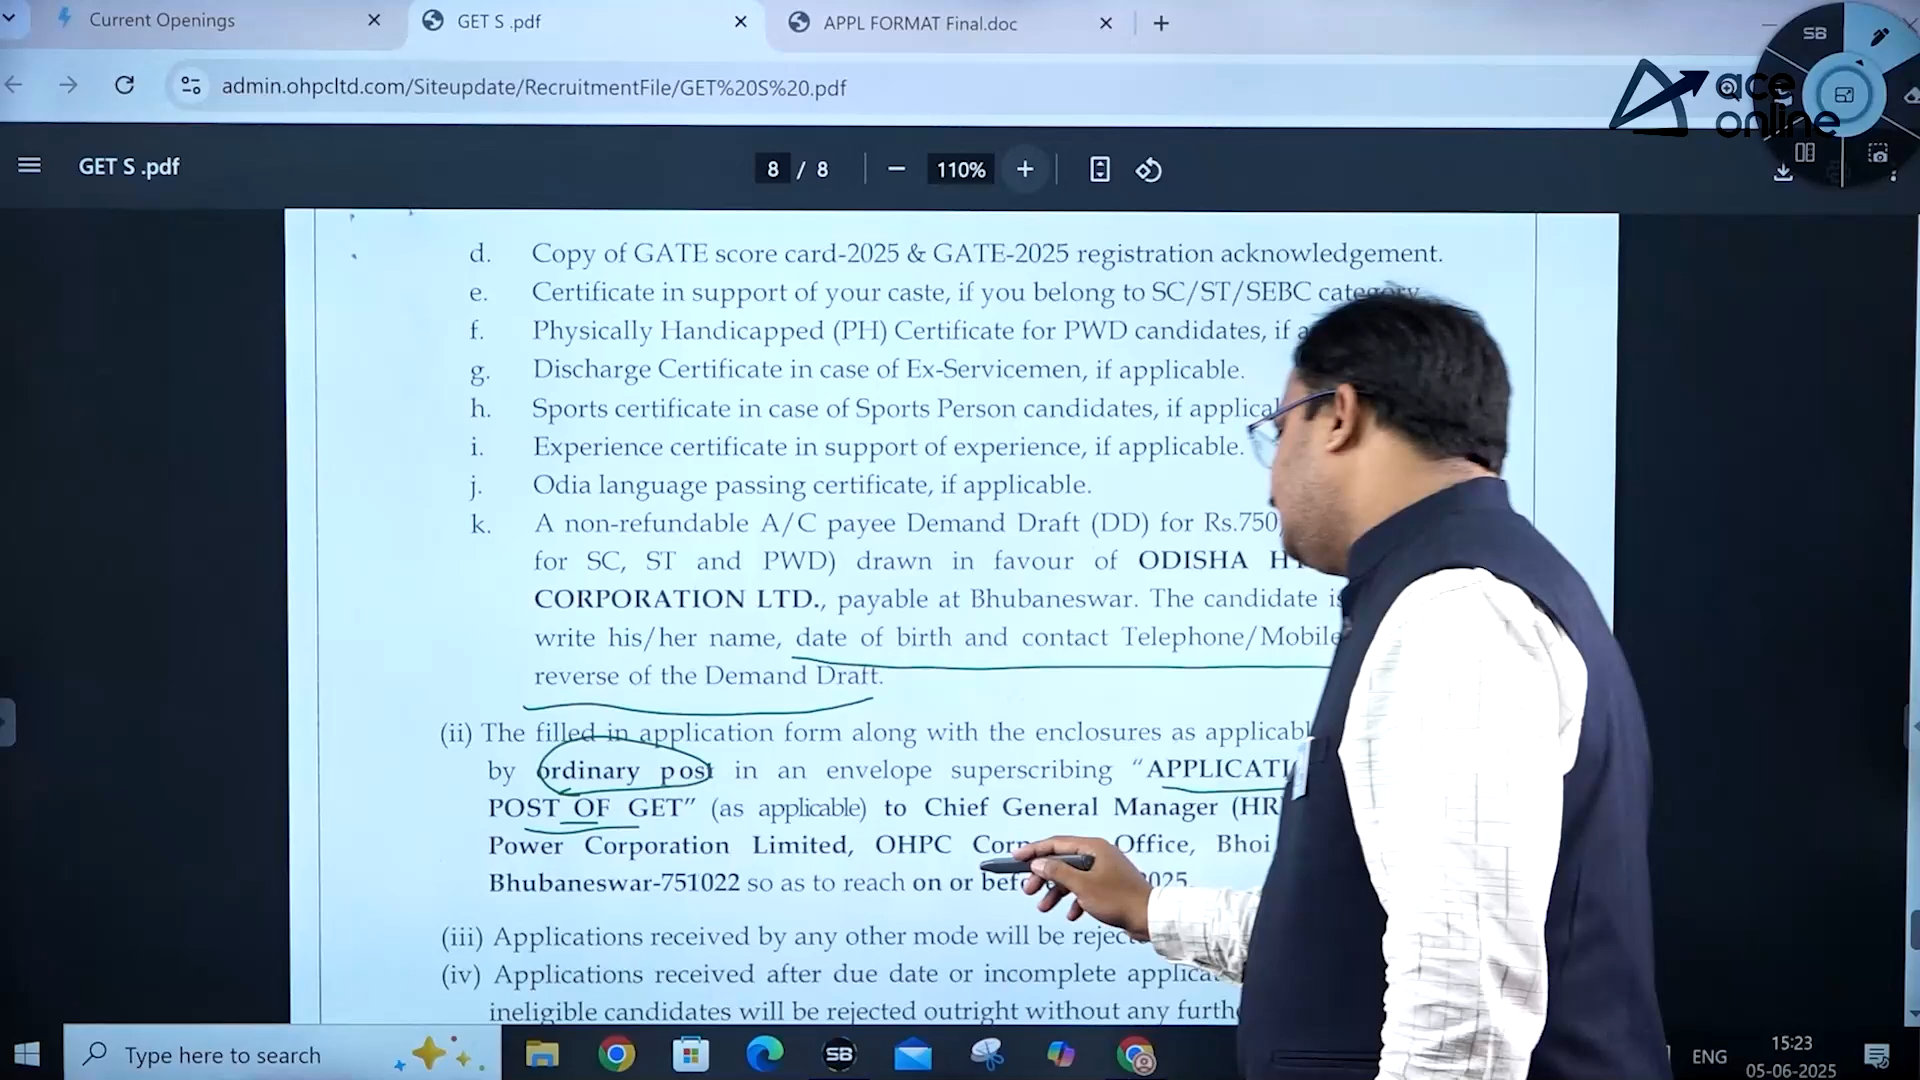 Current Openings
GET S .pdf
APPL FORMAT Final.doc
SB
admin.ohpcltd.com/Siteupdate/RecruitmentFile/GET%20S%20.pdf
ace
online
GET S .pdf
8 / 8
110%
d. Copy of GATE score card-2025 & GATE-2025 registration acknowledgement.
e. Certificate in support of your caste, if you belong to SC/ST/SEBC category
f. Physically Handicapped (PH) Certificate for PWD candidates, if
g. Discharge Certificate in case of Ex-Servicemen, if applicable.
h. Sports certificate in case of Sports Person candidates, if
i. Experience certificate in support of experience, if applicable.
j. Odia language passing certificate, if applicable.
k. A non-refundable A/C payee Demand Draft (DD) for Rs.750
for SC, ST and PWD) drawn in favour of ODISHA
CORPORATION LTD., payable at Bhubaneswar. The candidate
write his/her name, date of birth and contact Telephone/Mobile
reverse of the Demand Draft.
(ii) The filled in application form along with the enclosures as
by ordinary post in an envelope superscribing "
POST OF GET" (as applicable) to Chief General Manager (HR
Power Corporation Limited, OHPC Office, Bhoi
Bhubaneswar-751022 so as to reach on or
(iii) Applications received by any other mode will be
(iv) Applications received after due date or incomplete
ineligible candidates will be rejected outright without any
Type here to search
SB
ENG
15:23
05-06-2025